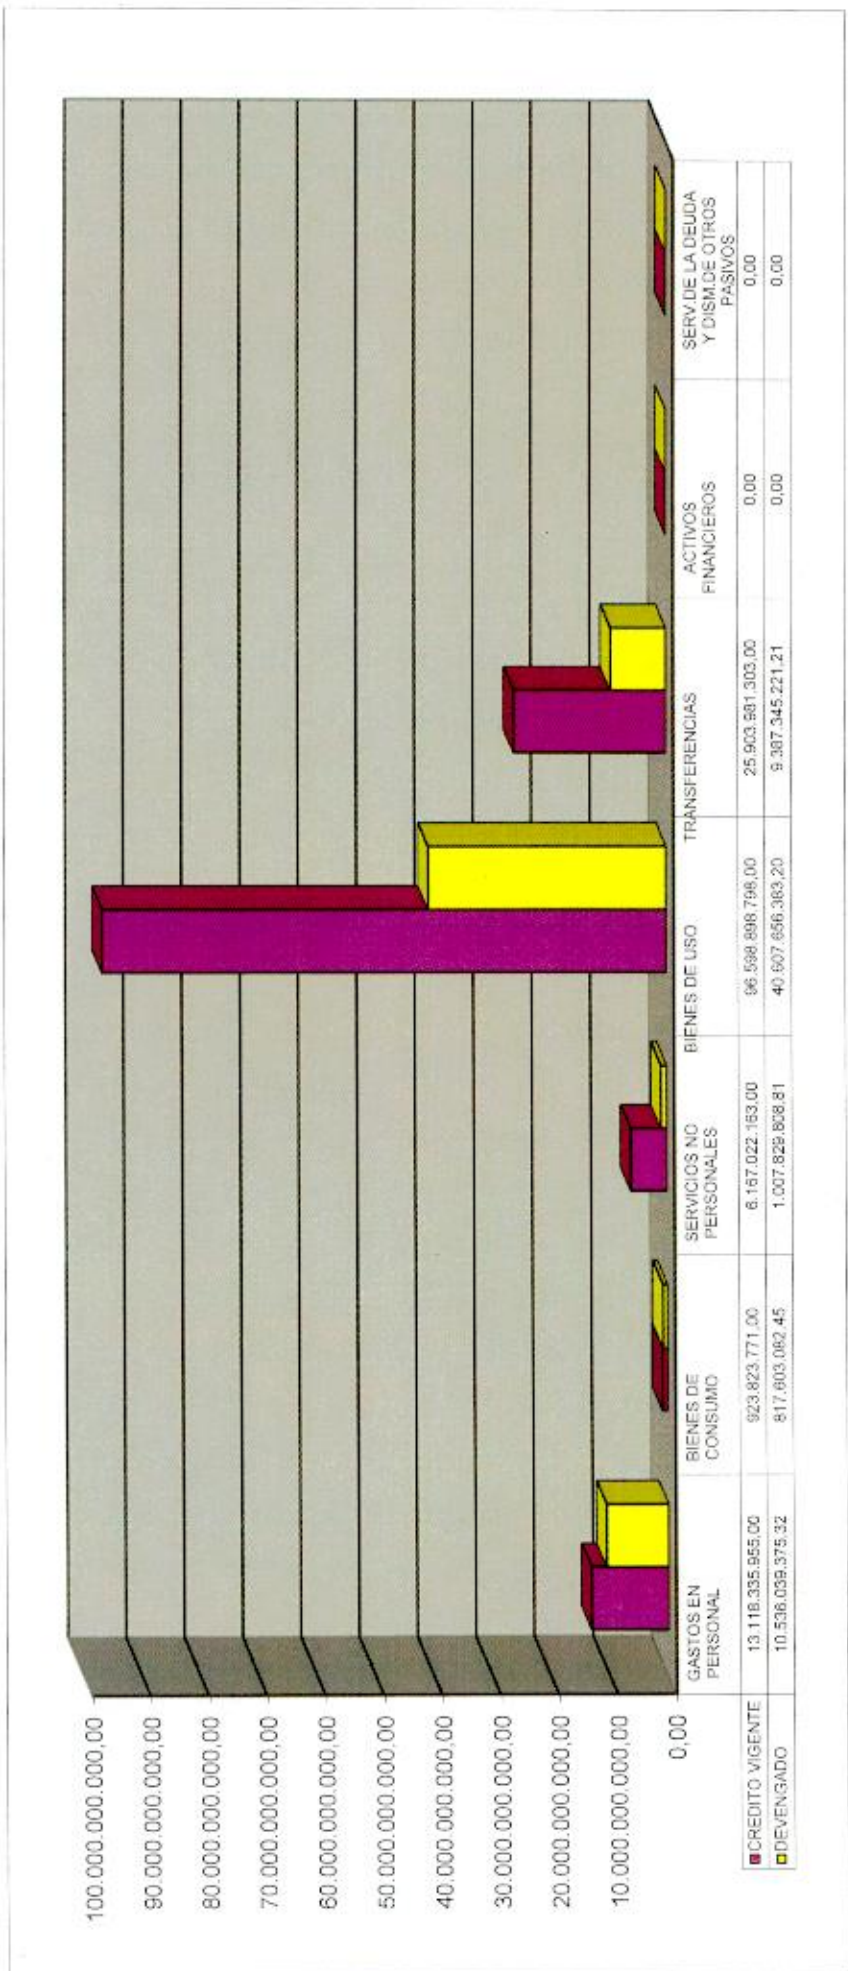 100.000.000.000,00
90.000.000.000,00
80.000.000.000,00
70.000.000.000,00
60.000.000.000,00
50.000.000.000,00
40.000.000.000,00
30.000.000.000,00
20.000.000.000,00
10.000.000.000,00
0,00
GASTOS EN PERSONAL
BIENES DE CONSUMO
SERVICIOS NO PERSONALES
BIENES DE USO
TRANSFERENCIAS
ACTIVOS FINANCIEROS
SERV.DE LA DEUDA Y DISM.DE OTROS PASIVOS
CREDITO VIGENTE 13.118.335.955,00 923.823.771,00 6.167.022.163,00 96.598.898.798,00 25.903.981.303,00 0,00 0,00
DEVENGADO 10.536.039.375,32 817.603.082,45 1.007.829.808,81 40.607.656.383,20 9.387.345.221,21 0,00 0,00